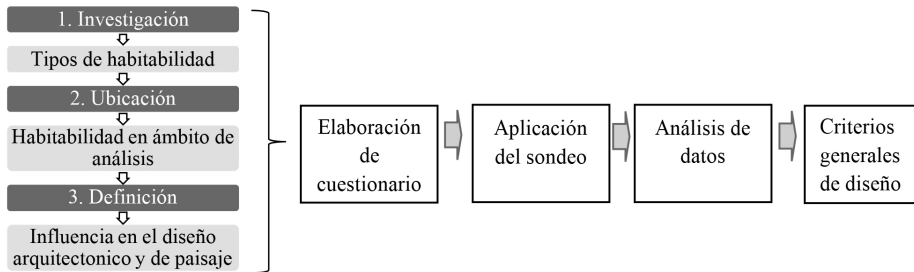 1. Investigación
Tipos de habitabilidad
2. Ubicación
Habitabilidad en ámbito de
análisis
3. Definición
Influencia en el diseño
arquitectonico y de paisaje
Elaboración
de
cuestionario
Aplicación
del sondeo
Análisis de
datos
Criterios
generales
de diseño